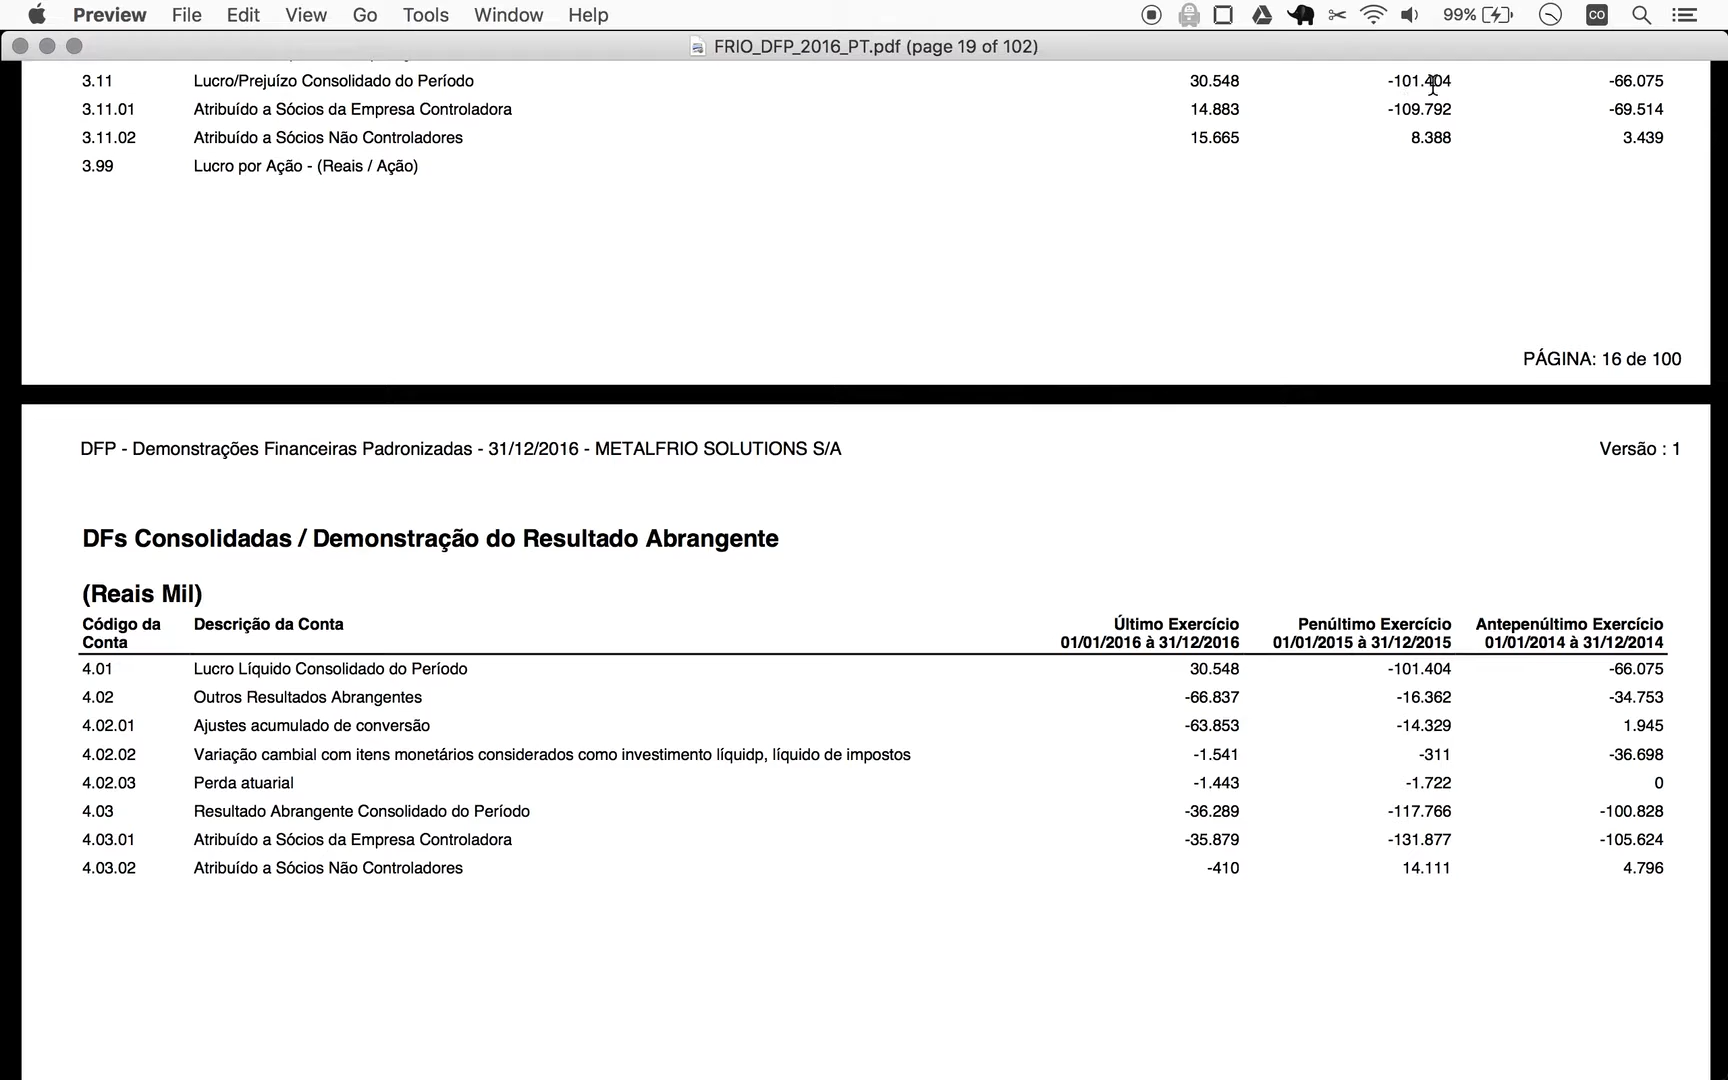 Preview File Edit View Go Tools Window Help 99% CO
FRIO_DFP_2016_PT.pdf (page 19 of 102)
3.11 Lucro/Prejuízo Consolidado do Período 30.548 -101.404 -66.075
3.11.01 Atribuído a Sócios da Empresa Controladora 14.883 -109.792 -69.514
3.11.02 Atribuído a Sócios Não Controladores 15.665 8.388 3.439
3.99 Lucro por Ação - (Reais / Ação)
PÁGINA: 16 de 100
DFP - Demonstrações Financeiras Padronizadas - 31/12/2016 - METALFRIO SOLUTIONS S/A Versão : 1
DFs Consolidadas / Demonstração do Resultado Abrangente
(Reais Mil)
Código da Descrição da Conta Último Exercício Penúltimo Exercício Antepenúltimo Exercício
Conta 01/01/2016 à 31/12/2016 01/01/2015 à 31/12/2015 01/01/2014 à 31/12/2014
4.01 Lucro Líquido Consolidado do Período 30.548 -101.404 -66.075
4.02 Outros Resultados Abrangentes -66.837 -16.362 -34.753
4.02.01 Ajustes acumulado de conversão -63.853 -14.329 1.945
4.02.02 Variação cambial com itens monetários considerados como investimento líquidp, líquido de impostos -1.541 -311 -36.698
4.02.03 Perda atuarial -1.443 -1.722 0
4.03 Resultado Abrangente Consolidado do Período -36.289 -117.766 -100.828
4.03.01 Atribuído a Sócios da Empresa Controladora -35.879 -131.877 -105.624
4.03.02 Atribuído a Sócios Não Controladores -410 14.111 4.796